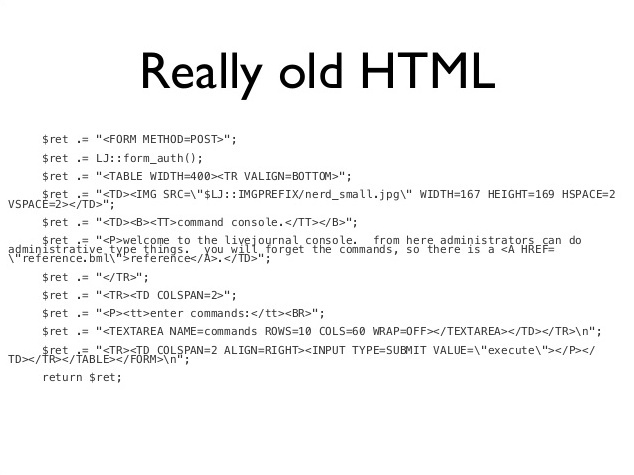 Really old HTML
$ret .= "<FORM METHOD=POST>";
$ret .= LJ::form_auth();
$ret .= "<TABLE WIDTH=400><TR VALIGN=BOTTOM>";
$ret .= "<TD><IMG SRC=\"$LJ::IMGPREFIX/nerd_small.jpg\" WIDTH=167 HEIGHT=169 HSPACE=2
VSPACE=2></TD>";
$ret .= "<TD><B><TT>command console.</TT></B>";
$ret .= "<P>welcome to the livejournal console.  from here administrators can do
administrative type things.  you will forget the commands, so there is a <A HREF=
\"reference.bml\">reference</A>.</TD>";
$ret .= "</TR>";
$ret .= "<TR><TD COLSPAN=2>";
$ret .= "<P><tt>enter commands:</tt><BR>";
$ret .= "<TEXTAREA NAME=commands ROWS=10 COLS=60 WRAP=OFF></TEXTAREA></TD></TR>\n";
$ret .= "<TR><TD COLSPAN=2 ALIGN=RIGHT><INPUT TYPE=SUBMIT VALUE=\"execute\"></P></
TD></TR></TABLE></FORM>\n";
return $ret;